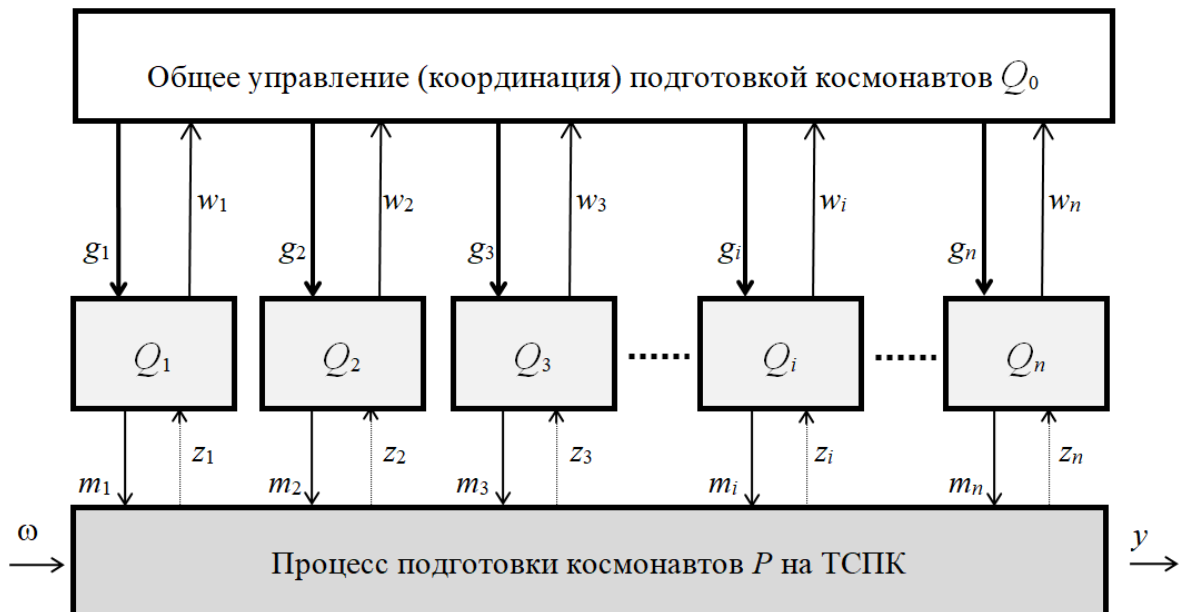 Общее управление (координация) подготовкой космонавтов Q₀
w₁ w₂ w₃ wᵢ wₙ
g₁ g₂ g₃ gᵢ gₙ
Q₁ Q₂ Q₃ ...... Qᵢ ...... Qₙ
z₁ z₂ z₃ zᵢ zₙ
m₁ m₂ m₃ mᵢ mₙ
ω y
Процесс подготовки космонавтов P на ТСПК